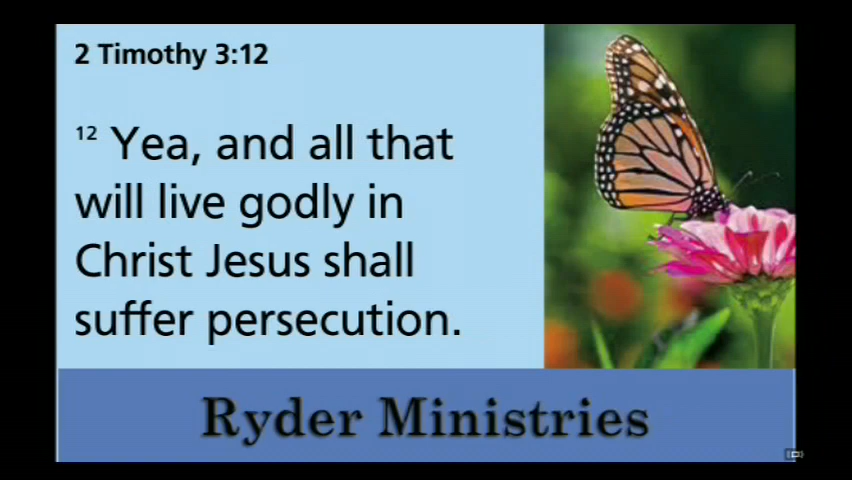 2 Timothy 3:12
12 Yea, and all that
will live godly in
Christ Jesus shall
suffer persecution.
Ryder Ministries